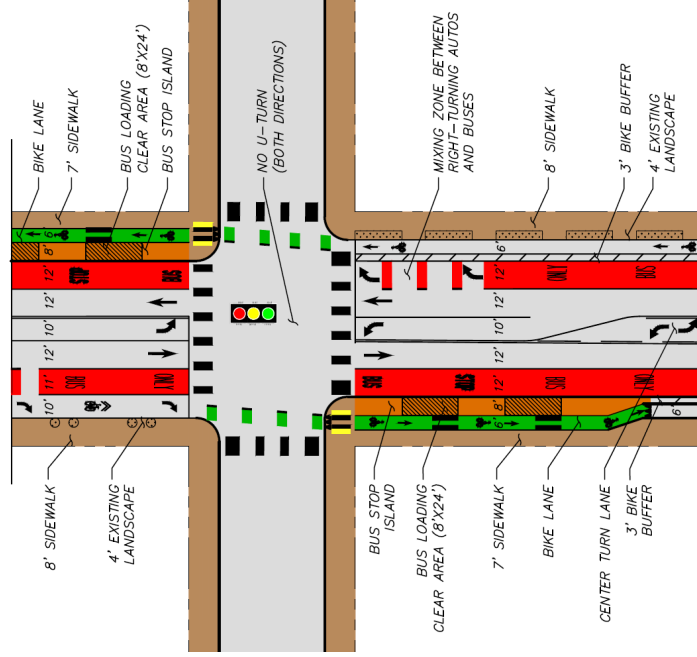 BIKE LANE
7' SIDEWALK
BUS LOADING
CLEAR AREA (8'X24')
BUS STOP ISLAND
NO U-TURN
(BOTH DIRECTIONS)
MIXING ZONE BETWEEN
RIGHT-TURNING AUTOS
AND BUSES
8' SIDEWALK
3' BIKE BUFFER
4' EXISTING
LANDSCAPE
6'
8'
12'
12'
10'
12'
11'
10'
STOP
BUS
BUS
ONLY
6'
12'
12'
10'
12'
12'
8'
6'
6'
ONLY
BUS
BUS
STOP
BUS
ONLY
8' SIDEWALK
4' EXISTING
LANDSCAPE
BUS STOP
ISLAND
BUS LOADING
CLEAR AREA (8'X24')
7' SIDEWALK
BIKE LANE
CENTER TURN LANE
3' BIKE
BUFFER